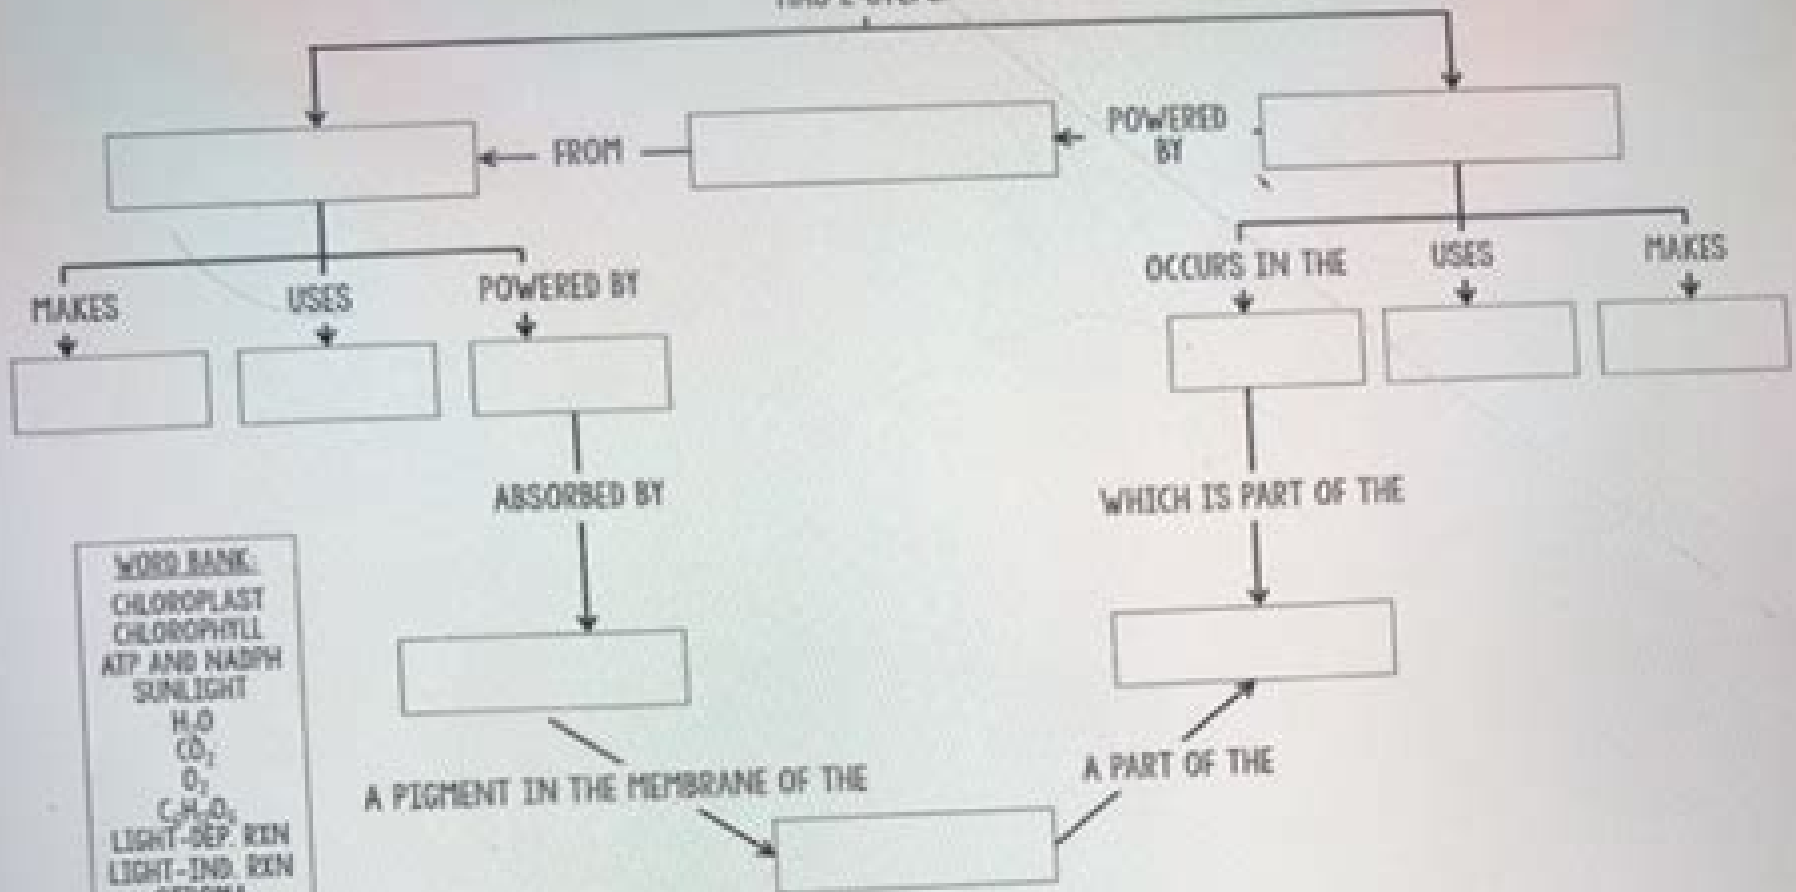 FROM
POWERED
BY
MAKES
USES
POWERED BY
OCCURS IN THE
USES
MAKES
ABSORBED BY
WHICH IS PART OF THE
A PIGMENT IN THE MEMBRANE OF THE
A PART OF THE
WORD BANK:
CHLOROPLAST
CHLOROPHYLL
ATP AND NADPH
SUNLIGHT
H₂O
CO₂
O₂
C₆H₁₂O₆
LIGHT-DEP. RXN
LIGHT-IND. RXN